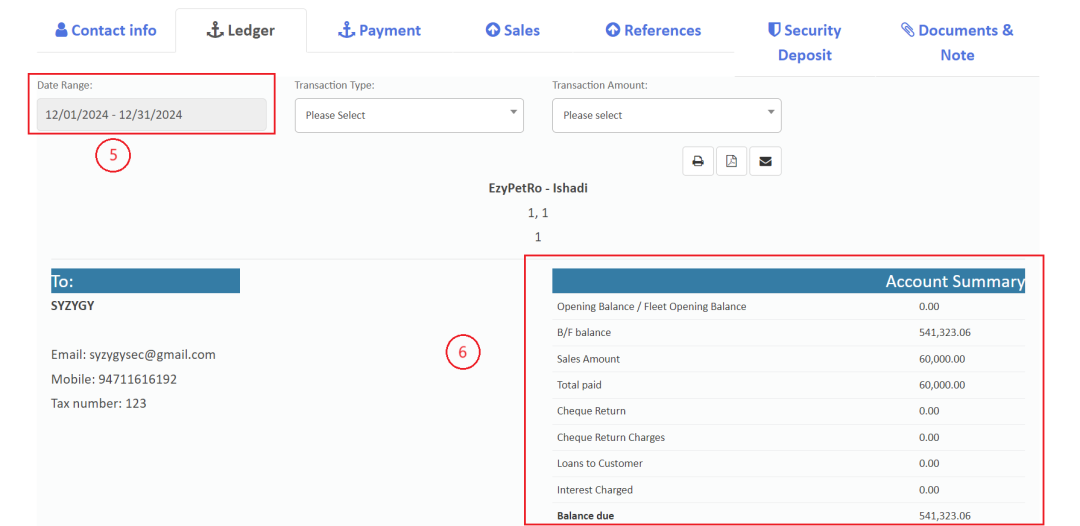 Contact info
Ledger
Payment
Sales
References
Security Deposit
Documents & Note
Date Range:
Transaction Type:
Transaction Amount:
12/01/2024 - 12/31/2024
Please Select
Please select
5
EzyPetRo - Ishadi
1, 1
1
To:
SYZYGY
Email: syzygysec@gmail.com
Mobile: 94711616192
Tax number: 123
6
Account Summary
Opening Balance / Fleet Opening Balance 0.00
B/F balance 541,323.06
Sales Amount 60,000.00
Total paid 60,000.00
Cheque Return 0.00
Cheque Return Charges 0.00
Loans to Customer 0.00
Interest Charged 0.00
Balance due 541,323.06